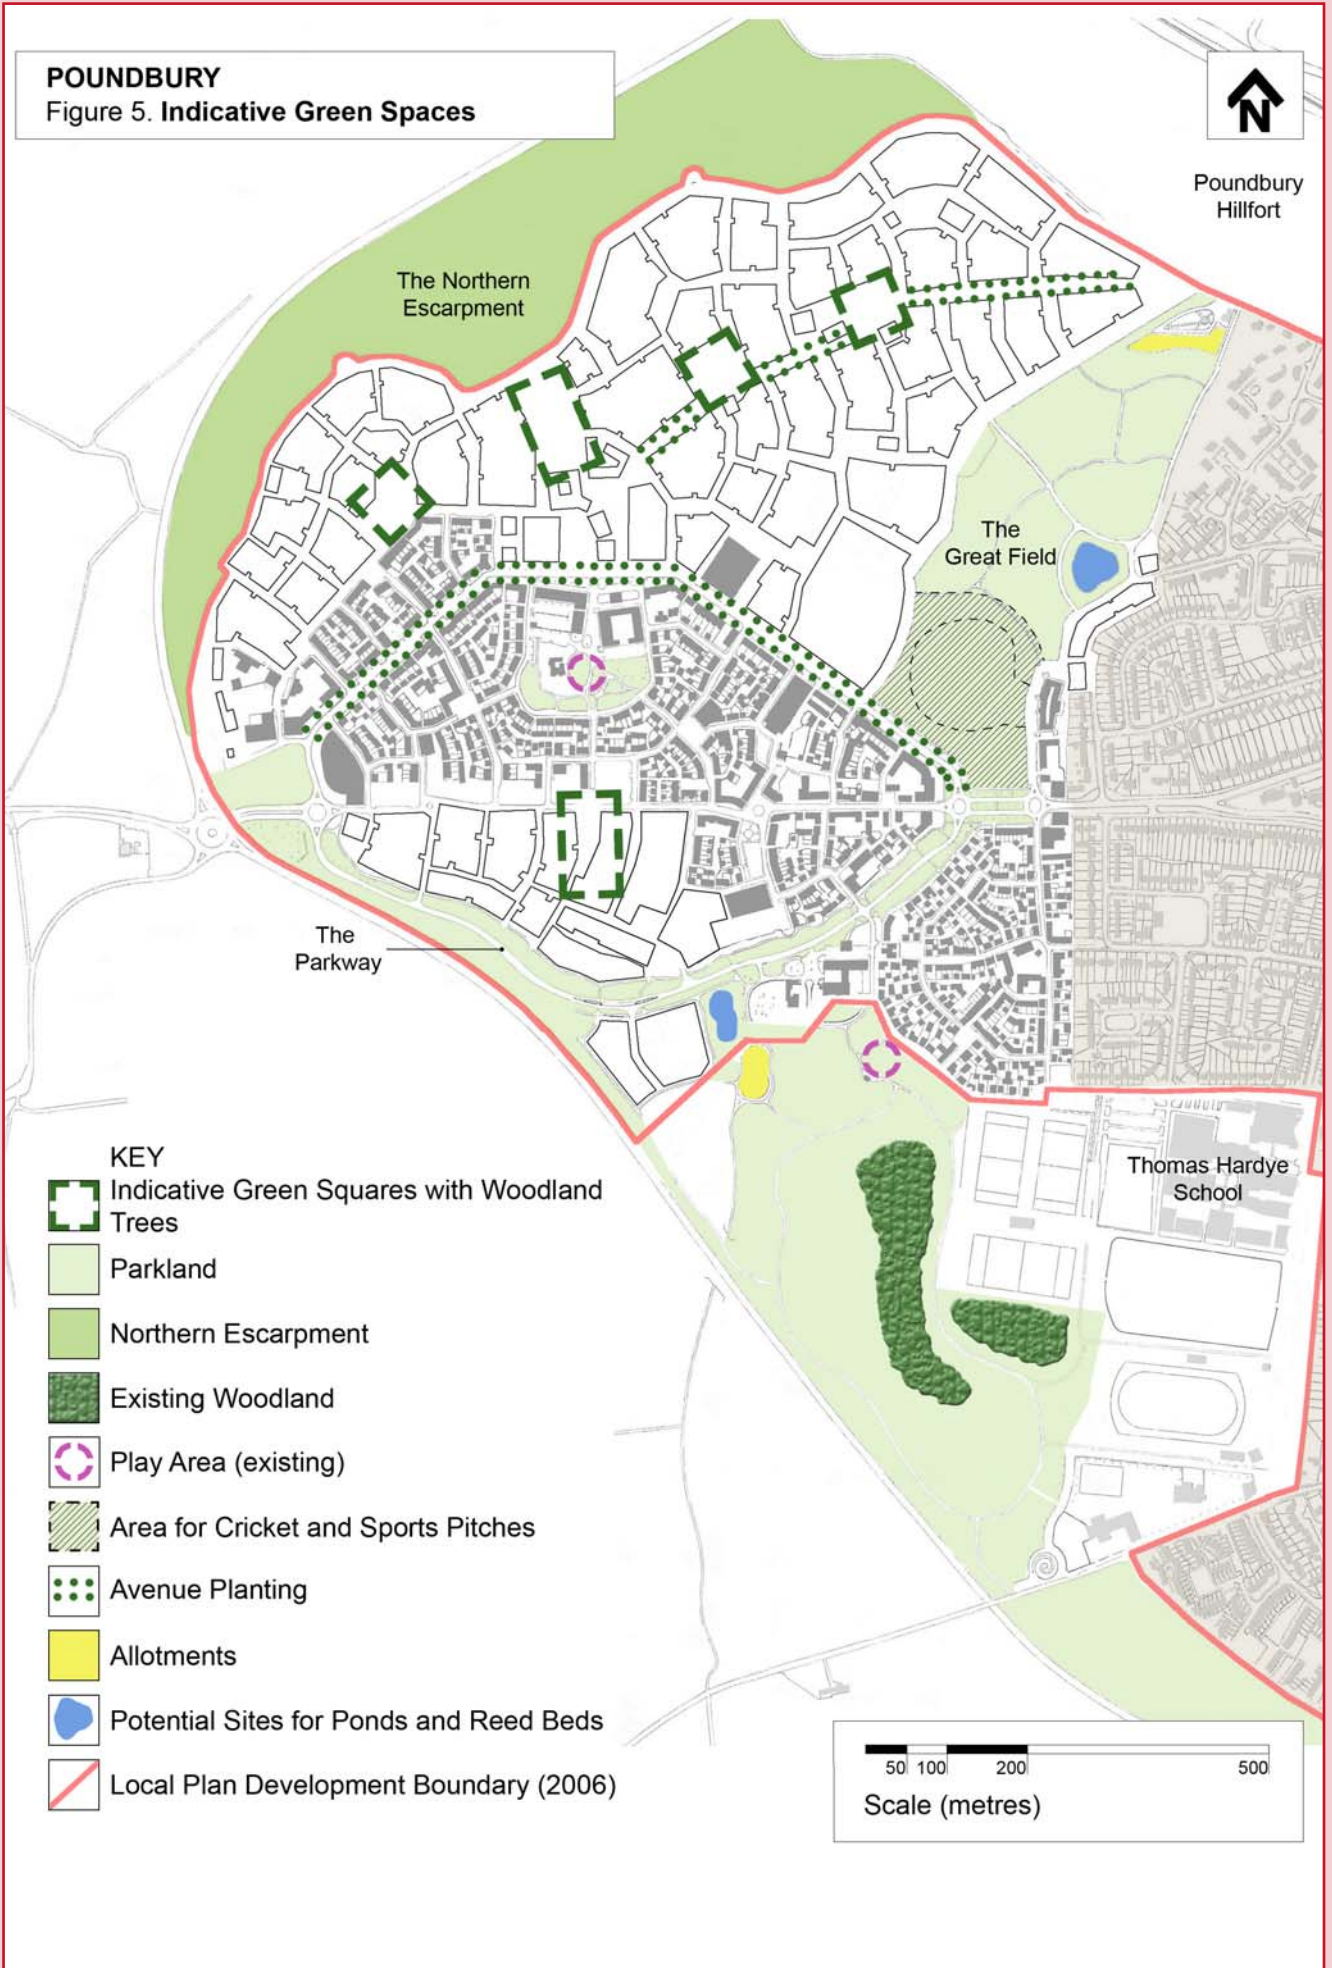 POUNDBURY
Figure 5. Indicative Green Spaces
N
Poundbury
Hillfort
The Northern
Escarpment
The
Great Field
The
Parkway
Thomas Hardye
School
KEY
Indicative Green Squares with Woodland
Trees
Parkland
Northern Escarpment
Existing Woodland
Play Area (existing)
Area for Cricket and Sports Pitches
Avenue Planting
Allotments
Potential Sites for Ponds and Reed Beds
Local Plan Development Boundary (2006)
50 100 200 500
Scale (metres)